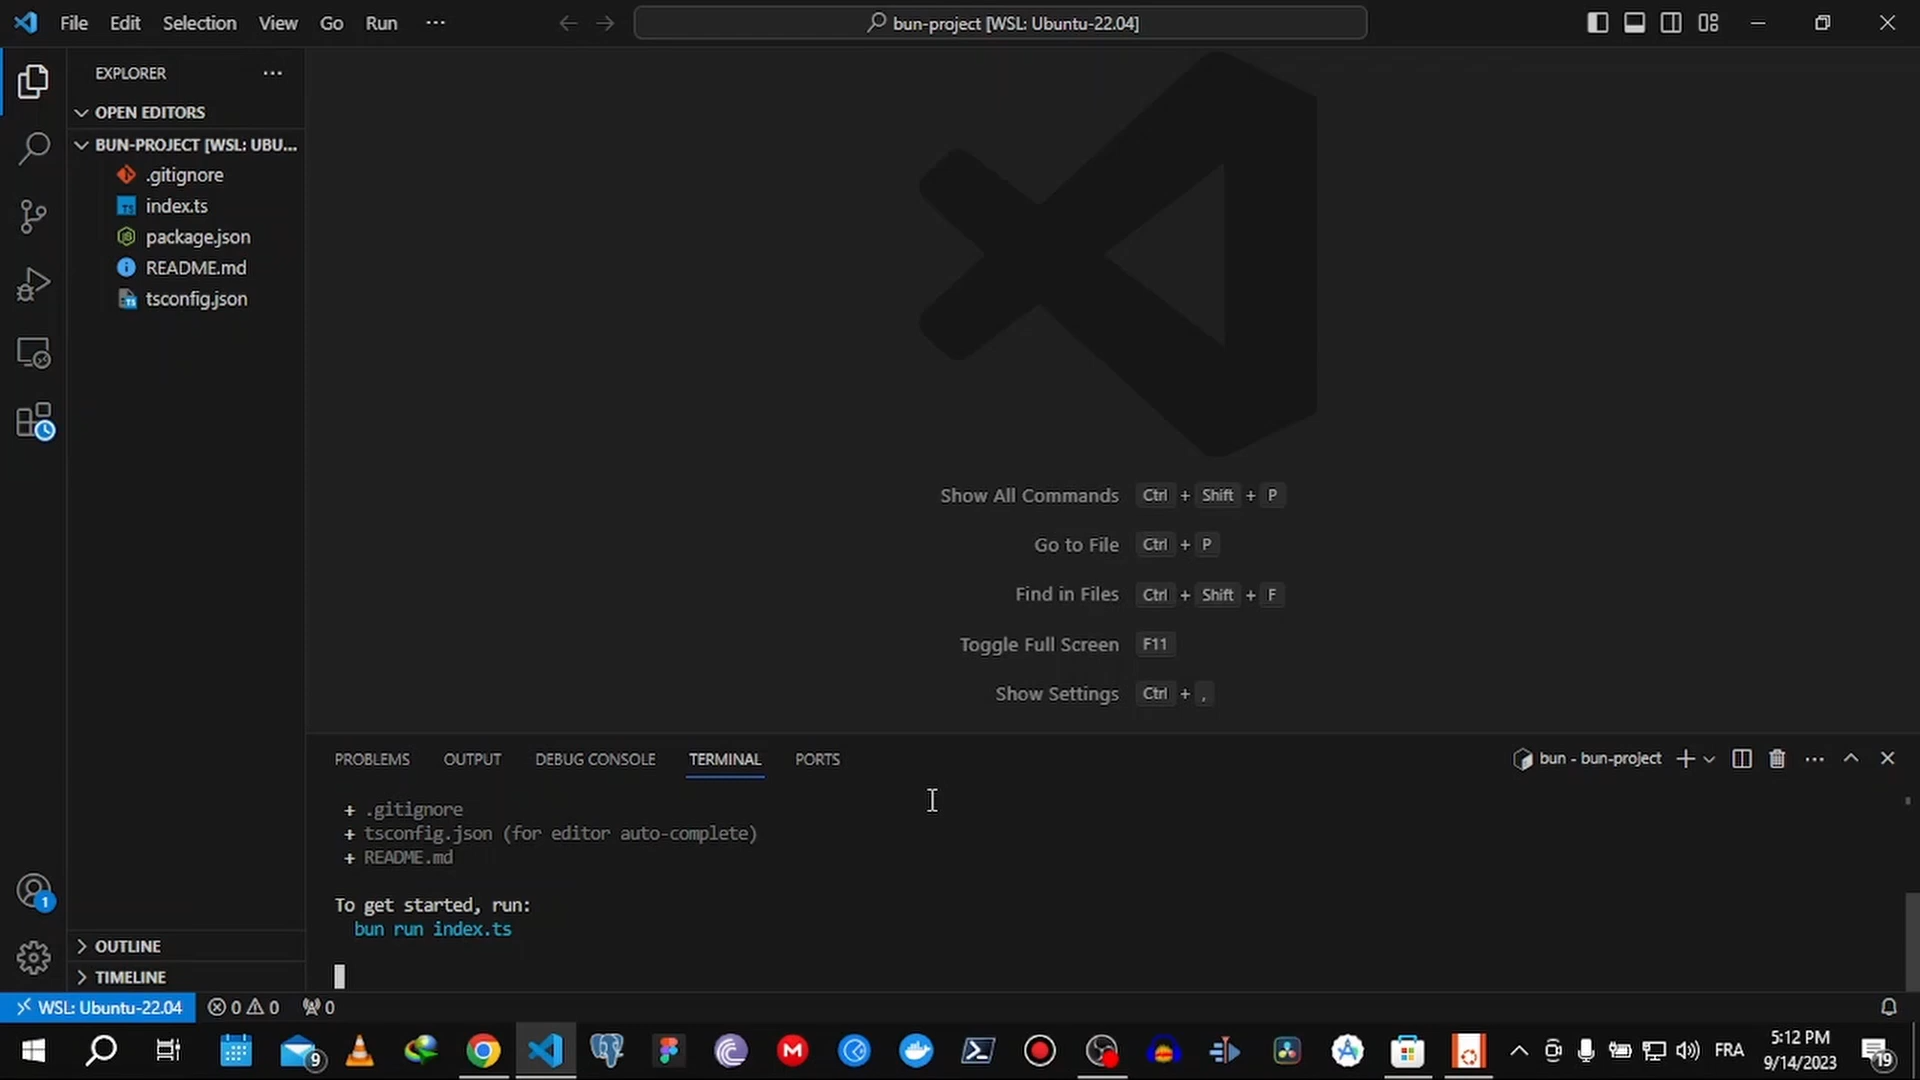 File Edit Selection View Go Run ···
bun-project [WSL: Ubuntu-22.04]
EXPLORER
OPEN EDITORS
BUN-PROJECT [WSL: UBU...
.gitignore
index.ts
package.json
README.md
tsconfig.json
Show All Commands Ctrl + Shift + P
Go to File Ctrl + P
Find in Files Ctrl + Shift + F
Toggle Full Screen F11
Show Settings Ctrl + ,
PROBLEMS OUTPUT DEBUG CONSOLE TERMINAL PORTS
bun - bun-project
+ .gitignore
+ tsconfig.json (for editor auto-complete)
+ README.md
To get started, run:
bun run index.ts
1
OUTLINE
TIMELINE
WSL: Ubuntu-22.04 0 0 0
9
FRA
5:12 PM
9/14/2023
19